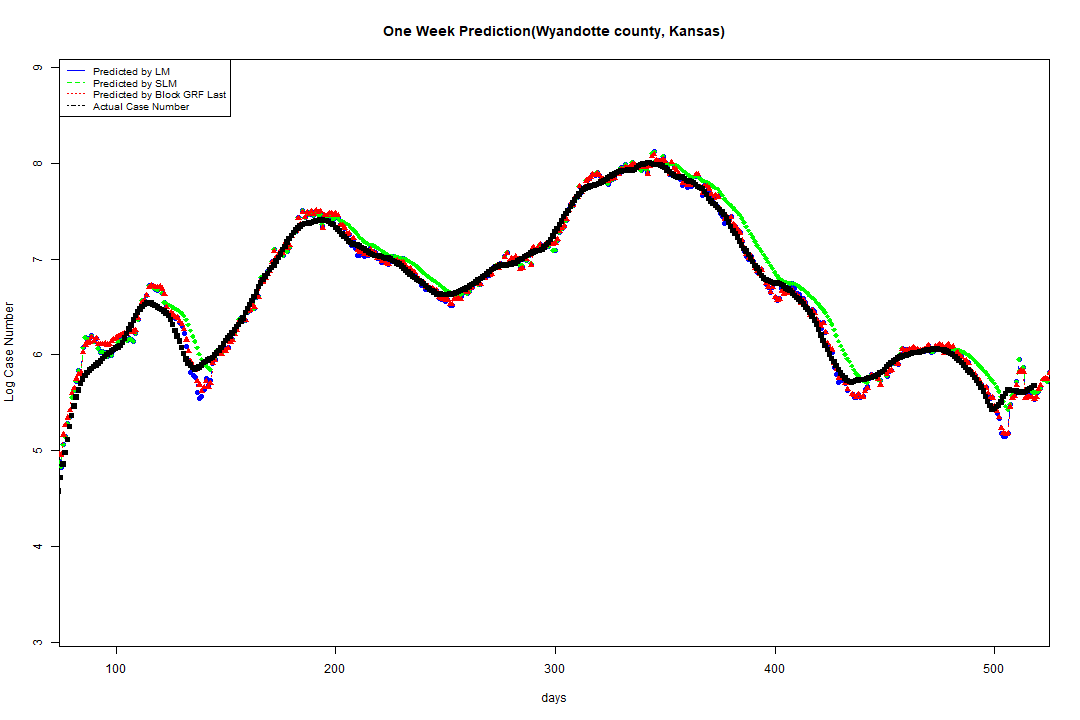 One Week Prediction(Wyandotte county, Kansas)
Predicted by LM
Predicted by SLM
Predicted by Block GRF Last
Actual Case Number
9
8
7
6
5
4
3
Log Case Number
100 200 300 400 500
days